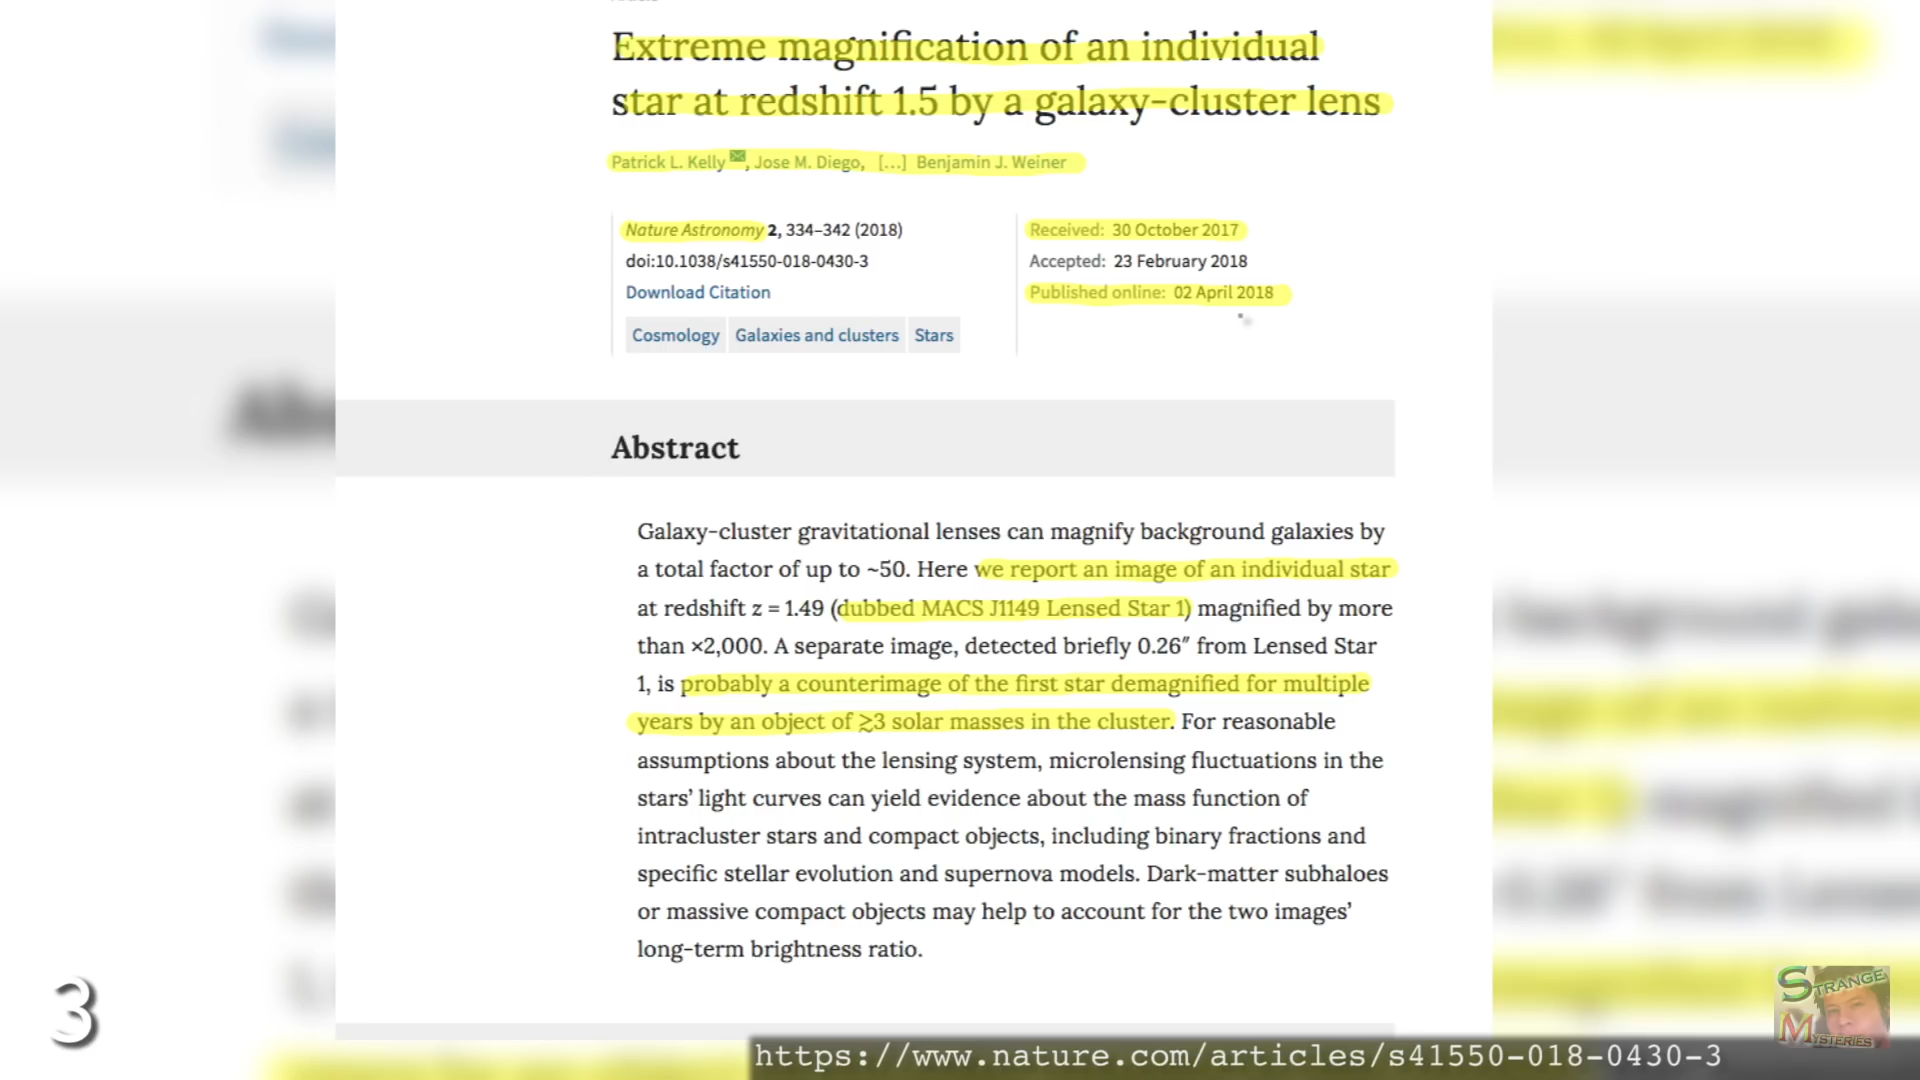 Extreme magnification of an individual
star at redshift 1.5 by a galaxy-cluster lens
Patrick L. Kelly, Jose M. Diego, [...] Benjamin J. Weiner
Nature Astronomy 2, 334–342 (2018)
doi:10.1038/s41550-018-0430-3
Download Citation
Cosmology Galaxies and clusters Stars
Received: 30 October 2017
Accepted: 23 February 2018
Published online: 02 April 2018
Abstract
Galaxy-cluster gravitational lenses can magnify background galaxies by
a total factor of up to ~50. Here we report an image of an individual star
at redshift z = 1.49 (dubbed MACS J1149 Lensed Star 1) magnified by more
than ×2,000. A separate image, detected briefly 0.26″ from Lensed Star
1, is probably a counterimage of the first star demagnified for multiple
years by an object of ≳3 solar masses in the cluster. For reasonable
assumptions about the lensing system, microlensing fluctuations in the
stars’ light curves can yield evidence about the mass function of
intracluster stars and compact objects, including binary fractions and
specific stellar evolution and supernova models. Dark-matter subhaloes
or massive compact objects may help to account for the two images’
long-term brightness ratio.
3
STRANGE
MYSTERIES
https://www.nature.com/articles/s41550-018-0430-3